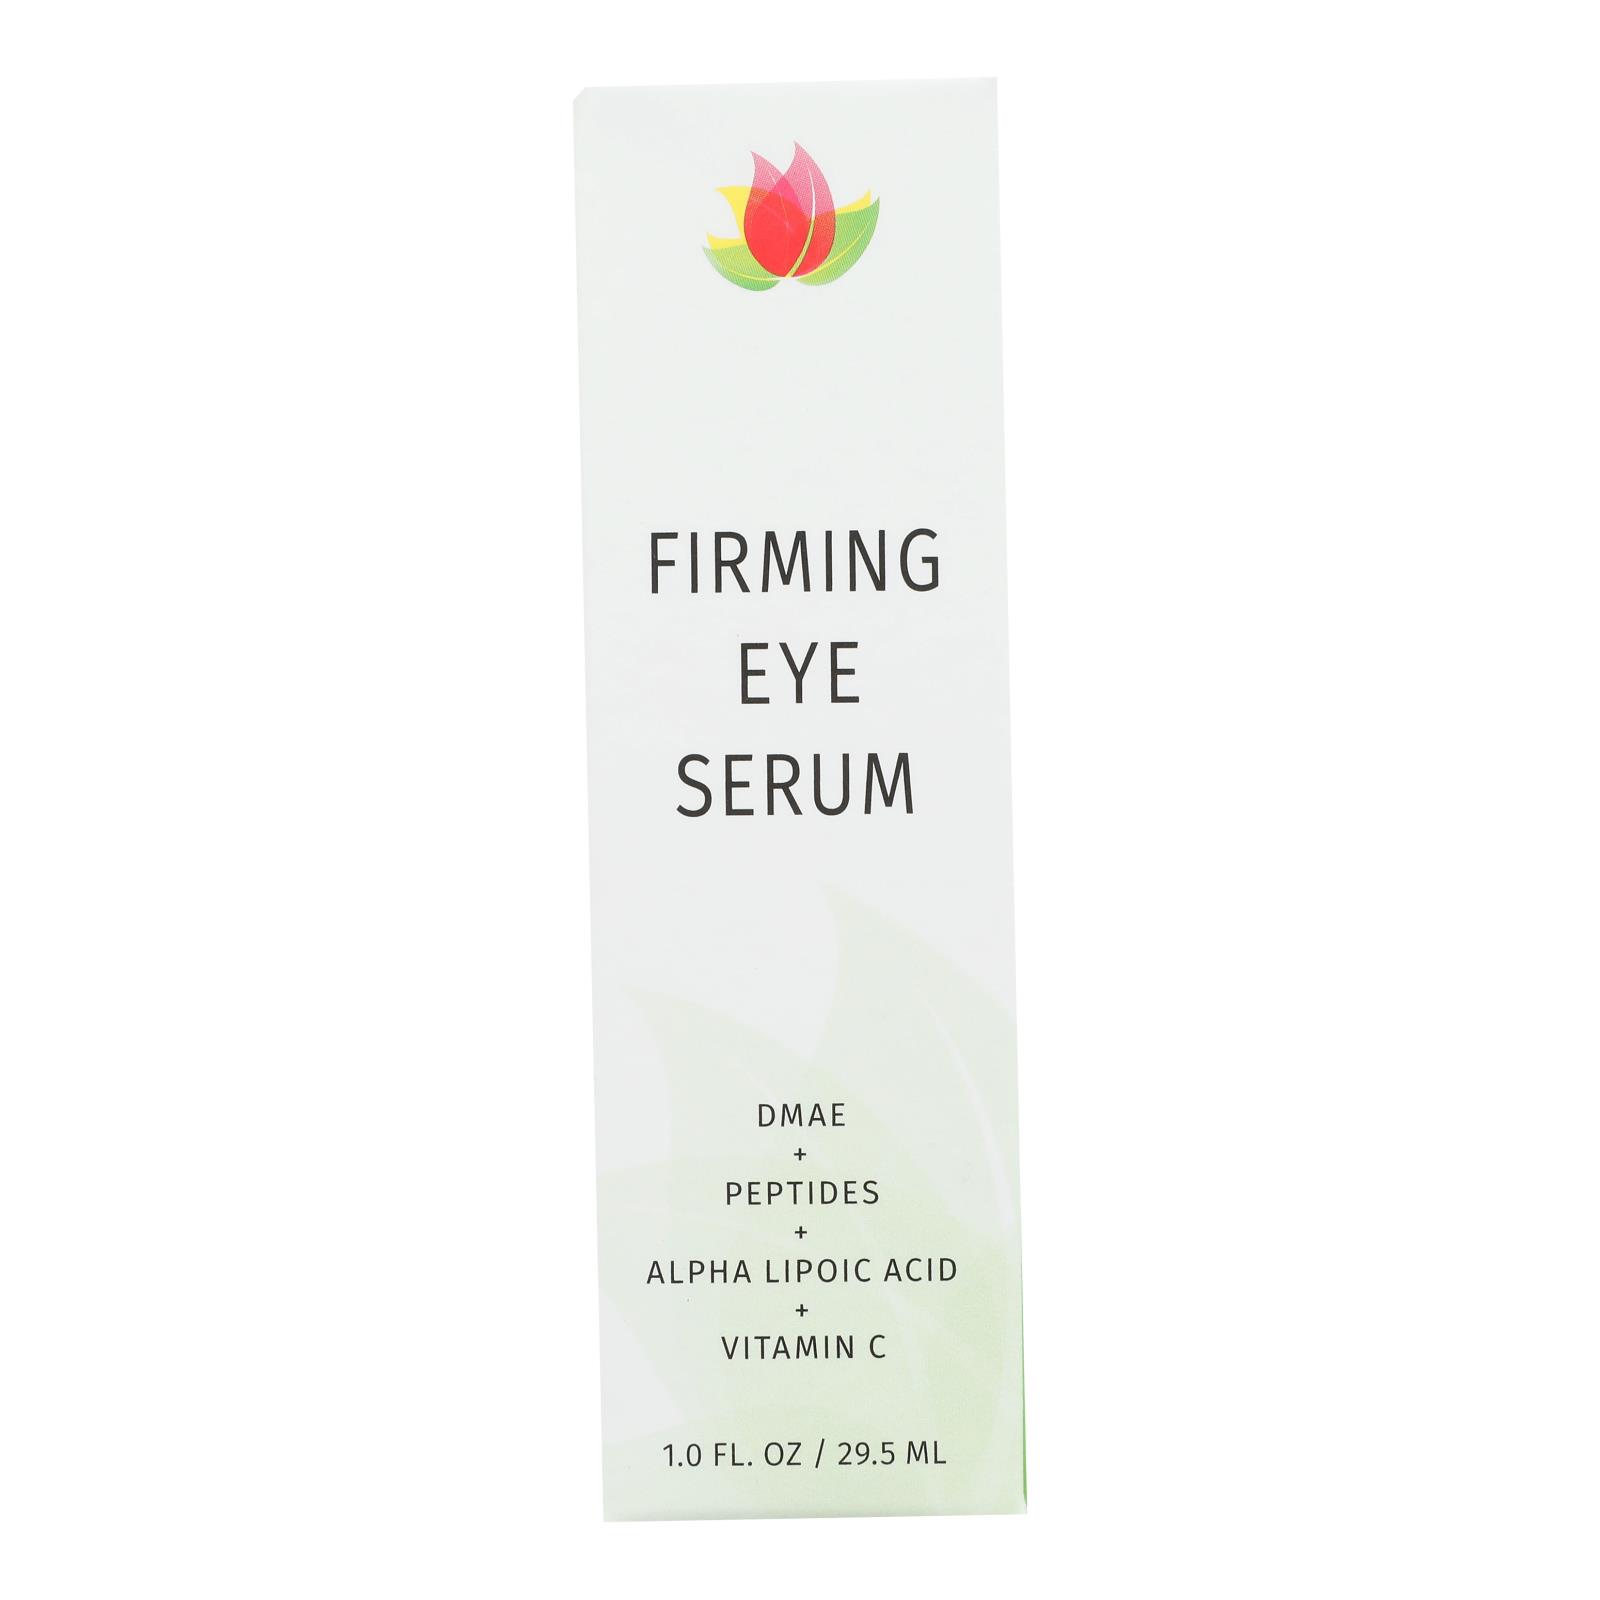 FIRMING
EYE
SERUM
DMAE
+
PEPTIDES
+
ALPHA LIPOIC ACID
+
VITAMIN C
1.0 FL. OZ / 29.5 ML